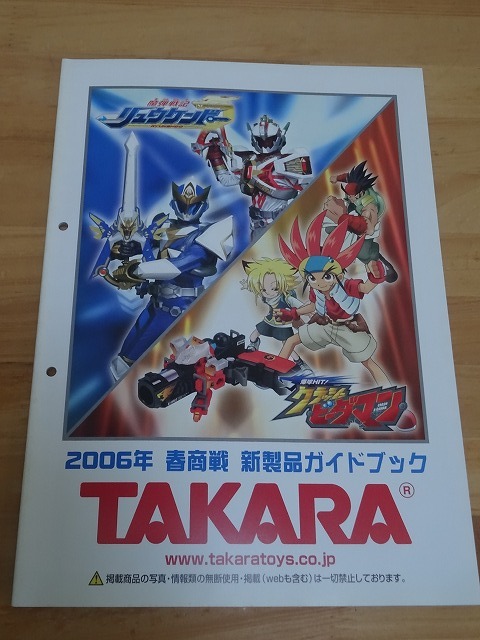 魔弾戦記
リュウケンドー
爆球HIT!
クラッシュビーダマン
2006年 春商戦 新製品ガイドブック
TAKARA®
www.takaratoys.co.jp
掲載商品の写真・情報類の無断使用・掲載(webも含む)は一切禁止しております。